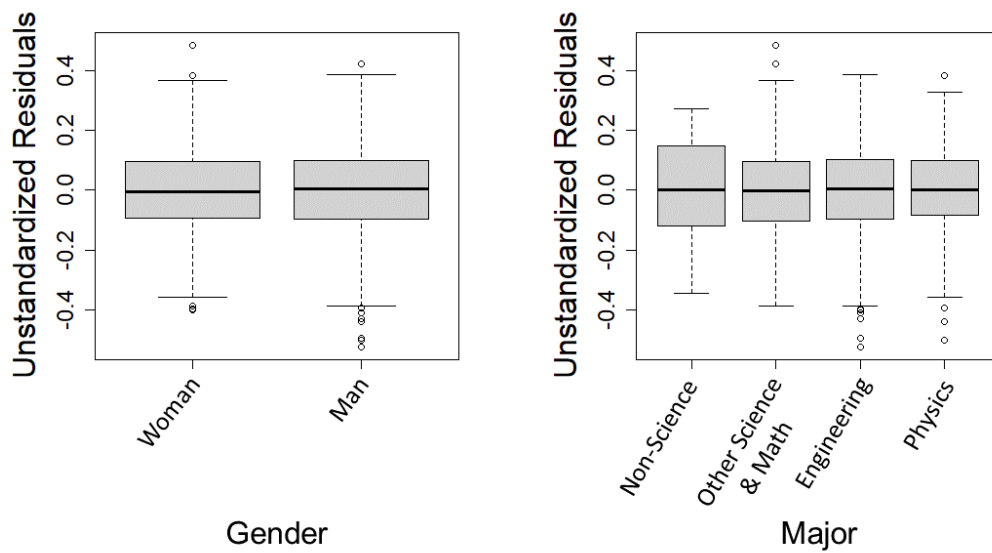 Unstandardized Residuals
0.4
0.2
0.0
-0.2
-0.4
Woman
Man
Gender
Unstandardized Residuals
0.4
0.2
0.0
-0.2
-0.4
Non-Science
Other Science
& Math
Engineering
Physics
Major